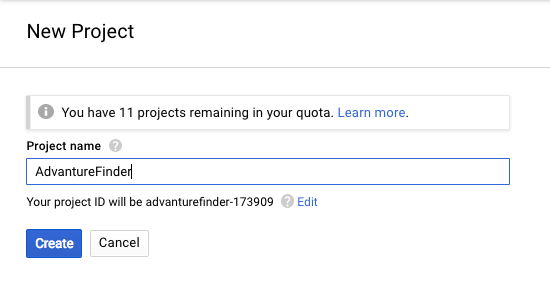 New Project
You have 11 projects remaining in your quota. Learn more.
Project name
AdvantureFinder
Your project ID will be advanturefinder-173909 Edit
Create Cancel